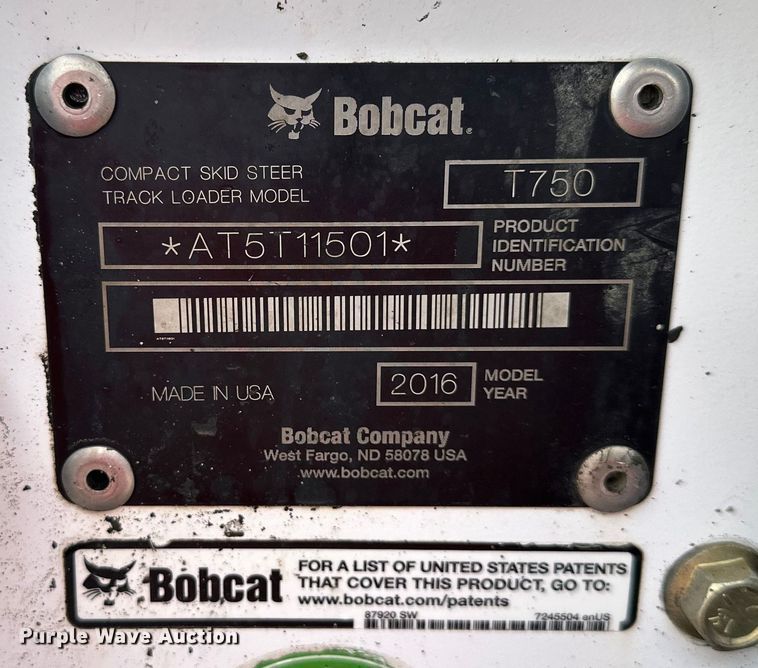 Bobcat.
COMPACT SKID STEER
TRACK LOADER MODEL
T750
*AT5T11501*
PRODUCT
IDENTIFICATION
NUMBER
MADE IN USA
2016
MODEL
YEAR
Bobcat Company
West Fargo, ND 58078 USA
www.bobcat.com
Bobcat
FOR A LIST OF UNITED STATES PATENTS
THAT COVER THIS PRODUCT, GO TO:
www.bobcat.com/patents
87920 SW
7245504 enUS
Purple Wave Auction